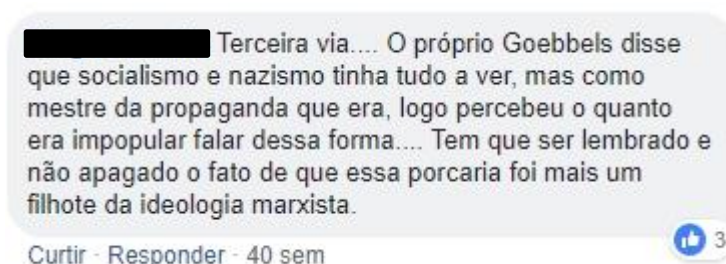 Terceira via.... O próprio Goebbels disse
que socialismo e nazismo tinha tudo a ver, mas como
mestre da propaganda que era, logo percebeu o quanto
era impopular falar dessa forma.... Tem que ser lembrado e
não apagado o fato de que essa porcaria foi mais um
filhote da ideologia marxista.
3
Curtir · Responder · 40 sem